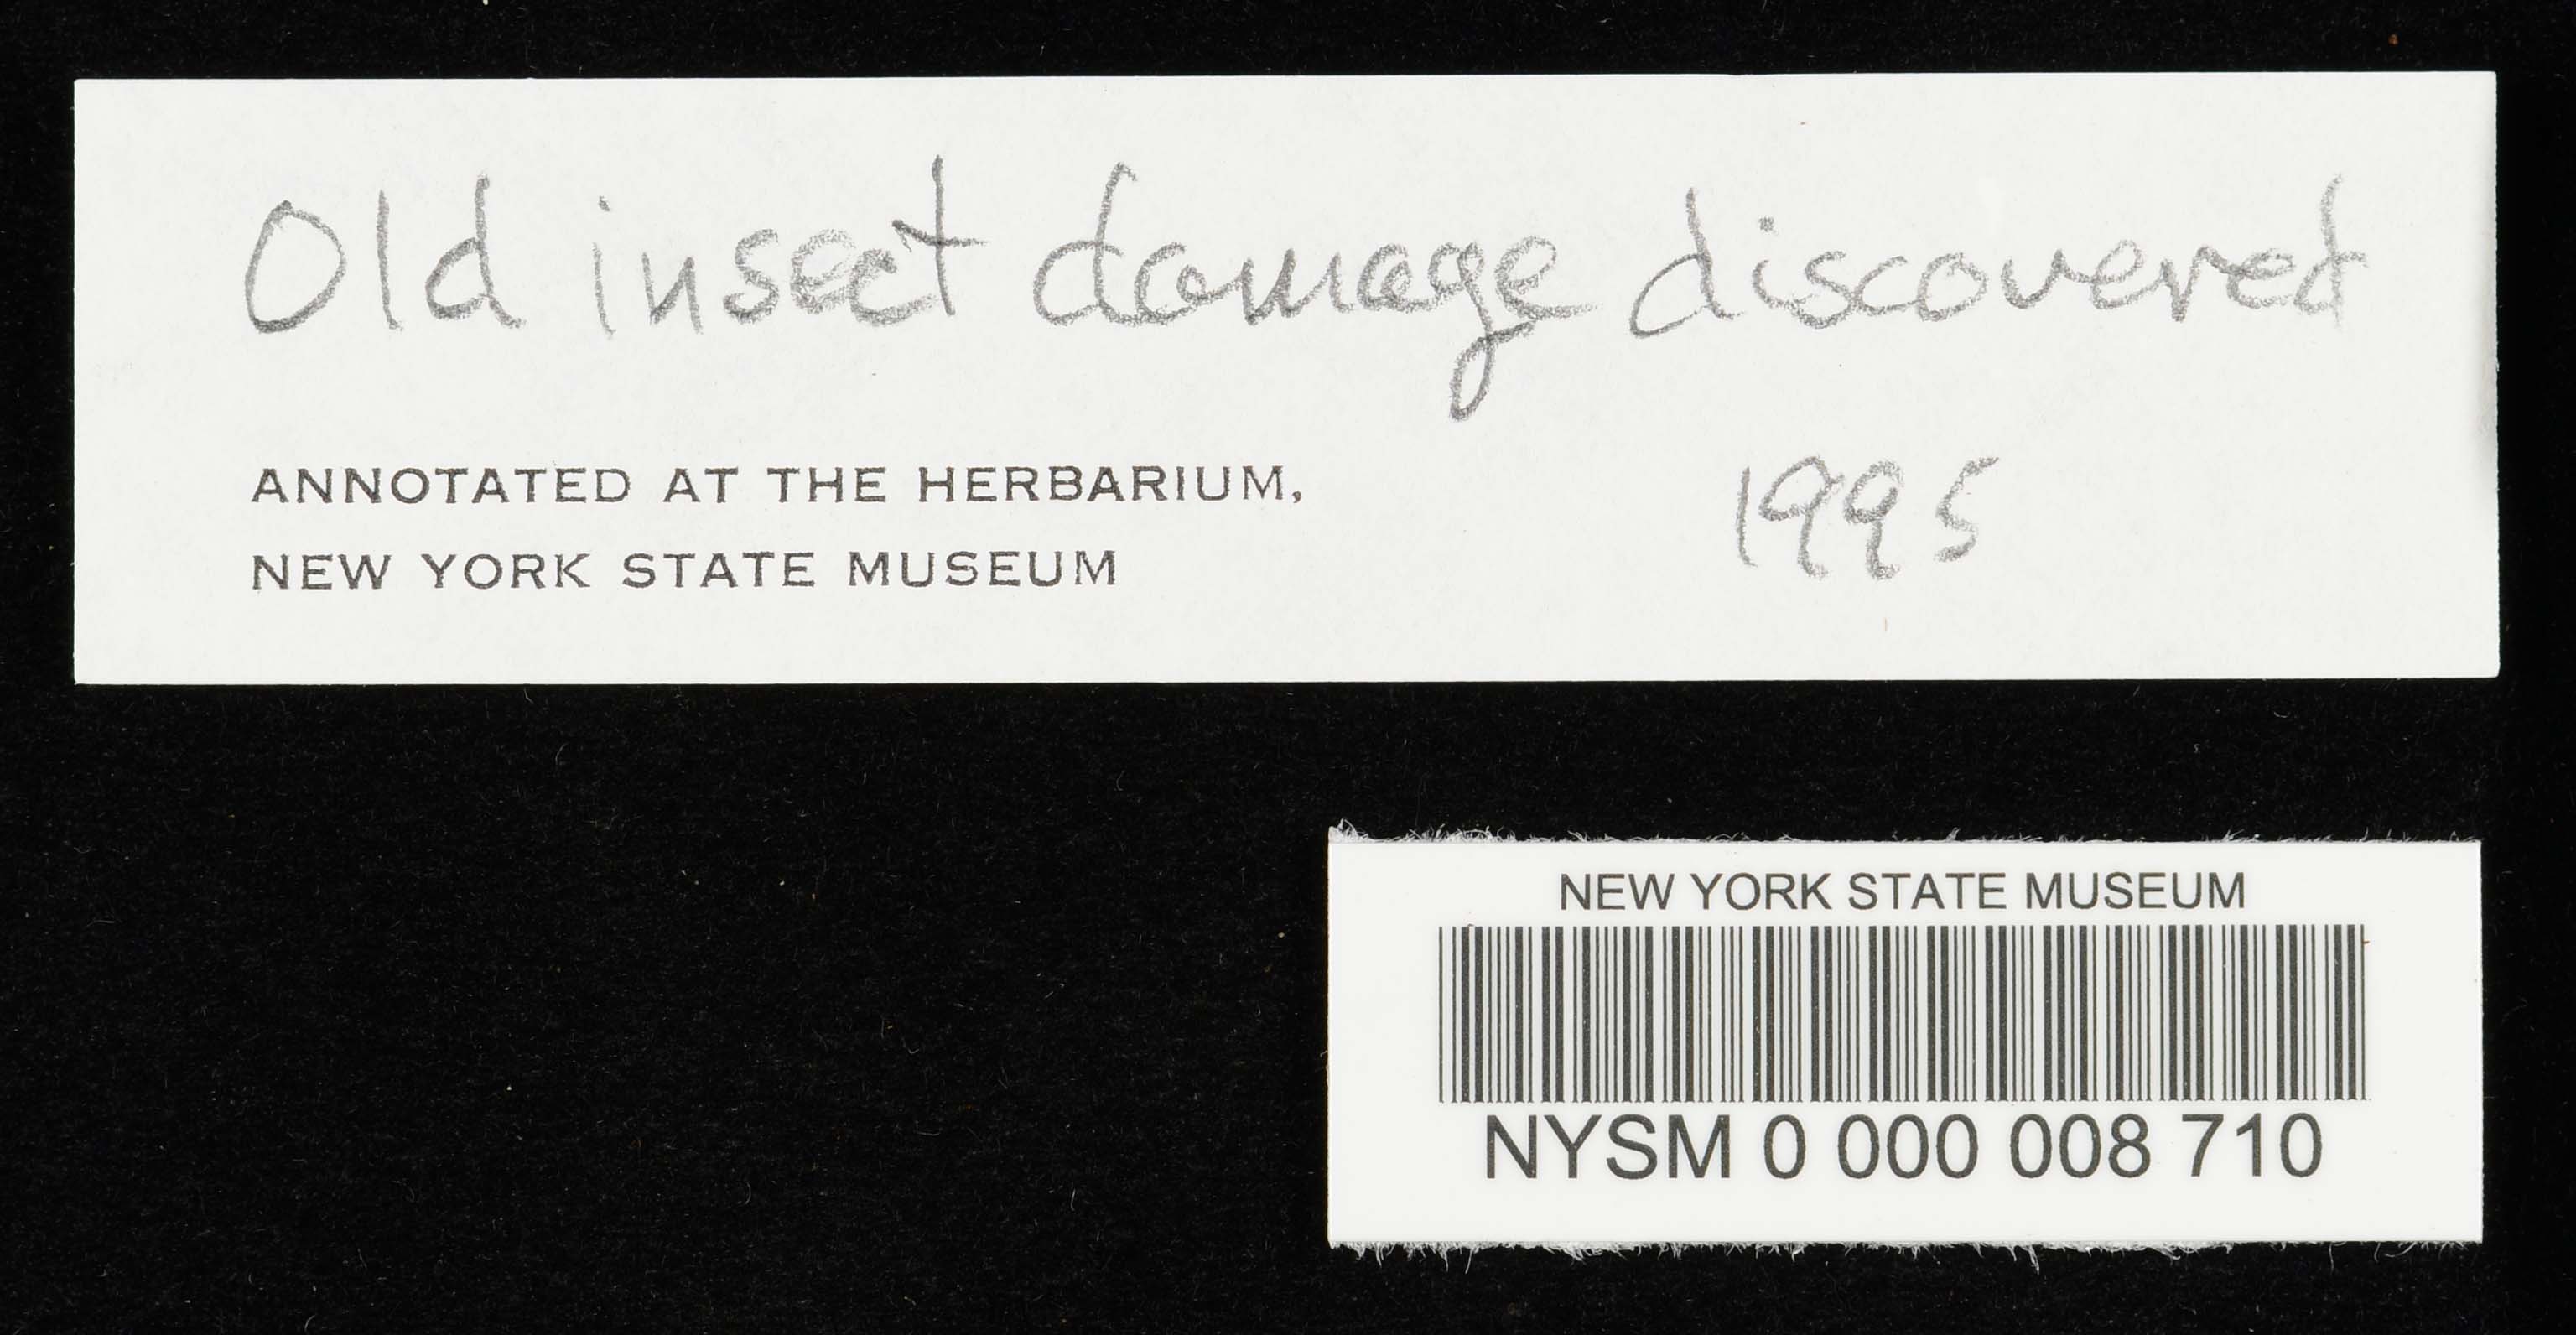 Old insect damage discovered
ANNOTATED AT THE HERBARIUM,
1995
NEW YORK STATE MUSEUM
NEW YORK STATE MUSEUM
NYSM 0 000 008 710